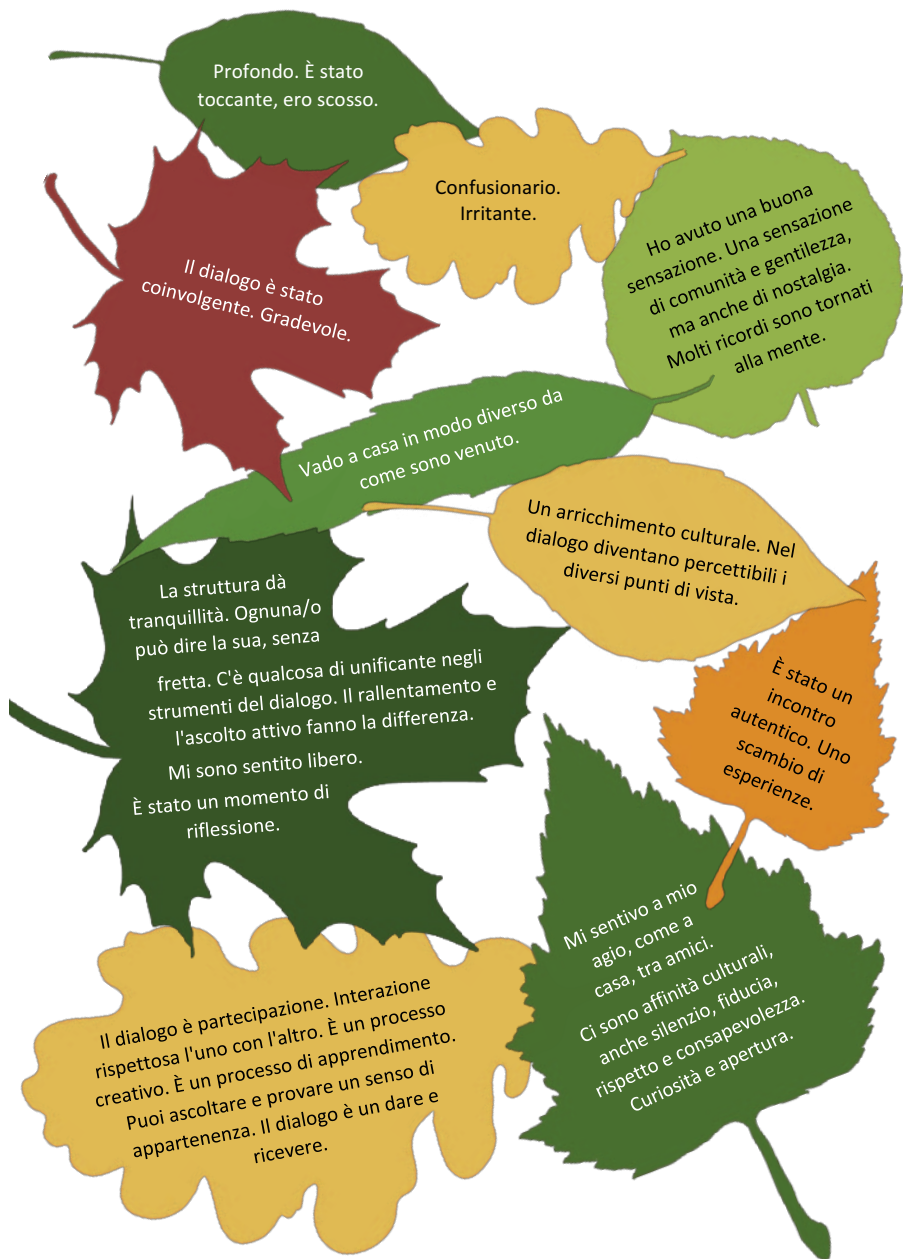 Profondo. È stato
toccante, ero scosso.
Confusionario.
Irritante.
Ho avuto una buona
sensazione. Una sensazione
di comunità e gentilezza,
ma anche di nostalgia.
Molti ricordi sono tornati
alla mente.
Il dialogo è stato
coinvolgente. Gradevole.
Vado a casa in modo diverso da
come sono venuto.
Un arricchimento culturale. Nel
dialogo diventano percettibili i
diversi punti di vista.
La struttura dà
tranquillità. Ognuna/o
può dire la sua, senza
fretta. C'è qualcosa di unificante negli
strumenti del dialogo. Il rallentamento e
l'ascolto attivo fanno la differenza.
Mi sono sentito libero.
È stato un momento di
riflessione.
È stato un
incontro
autentico. Uno
scambio di
esperienze.
Mi sentivo a mio
agio, come a
casa, tra amici.
Ci sono affinità culturali,
anche silenzio, fiducia,
rispetto e consapevolezza.
Curiosità e apertura.
Il dialogo è partecipazione. Interazione
rispettosa l'uno con l'altro. È un processo
creativo. È un processo di apprendimento.
Puoi ascoltare e provare un senso di
appartenenza. Il dialogo è un dare e
ricevere.